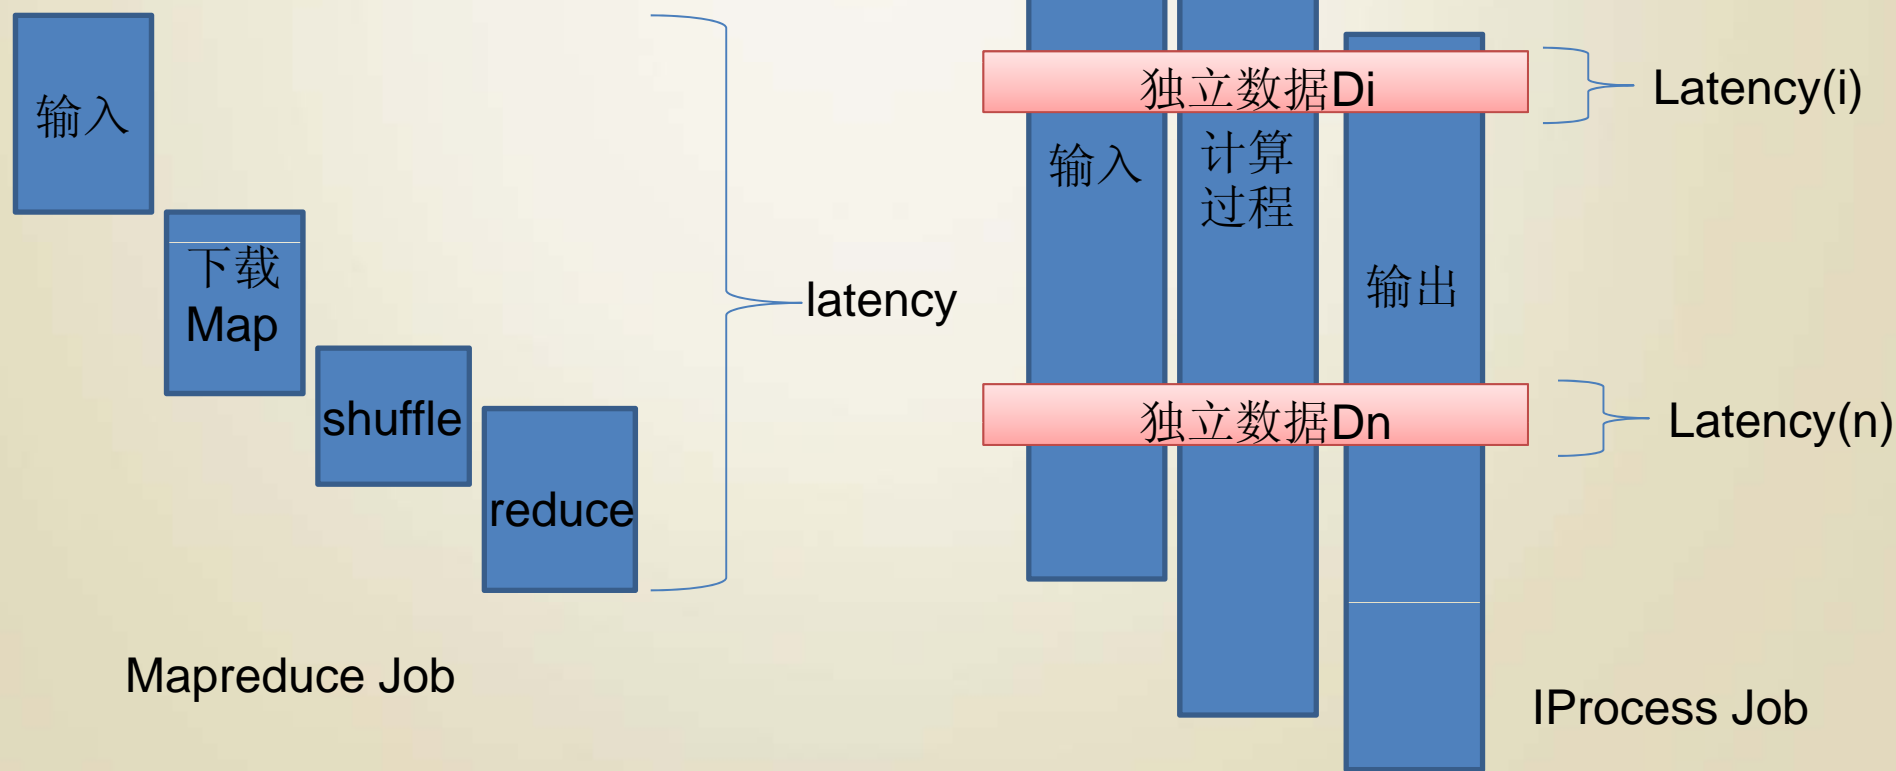 输入
下载
Map
shuffle
reduce
latency
Mapreduce Job
独立数据Di
输入
计算
过程
输出
独立数据Dn
Latency(i)
Latency(n)
IProcess Job